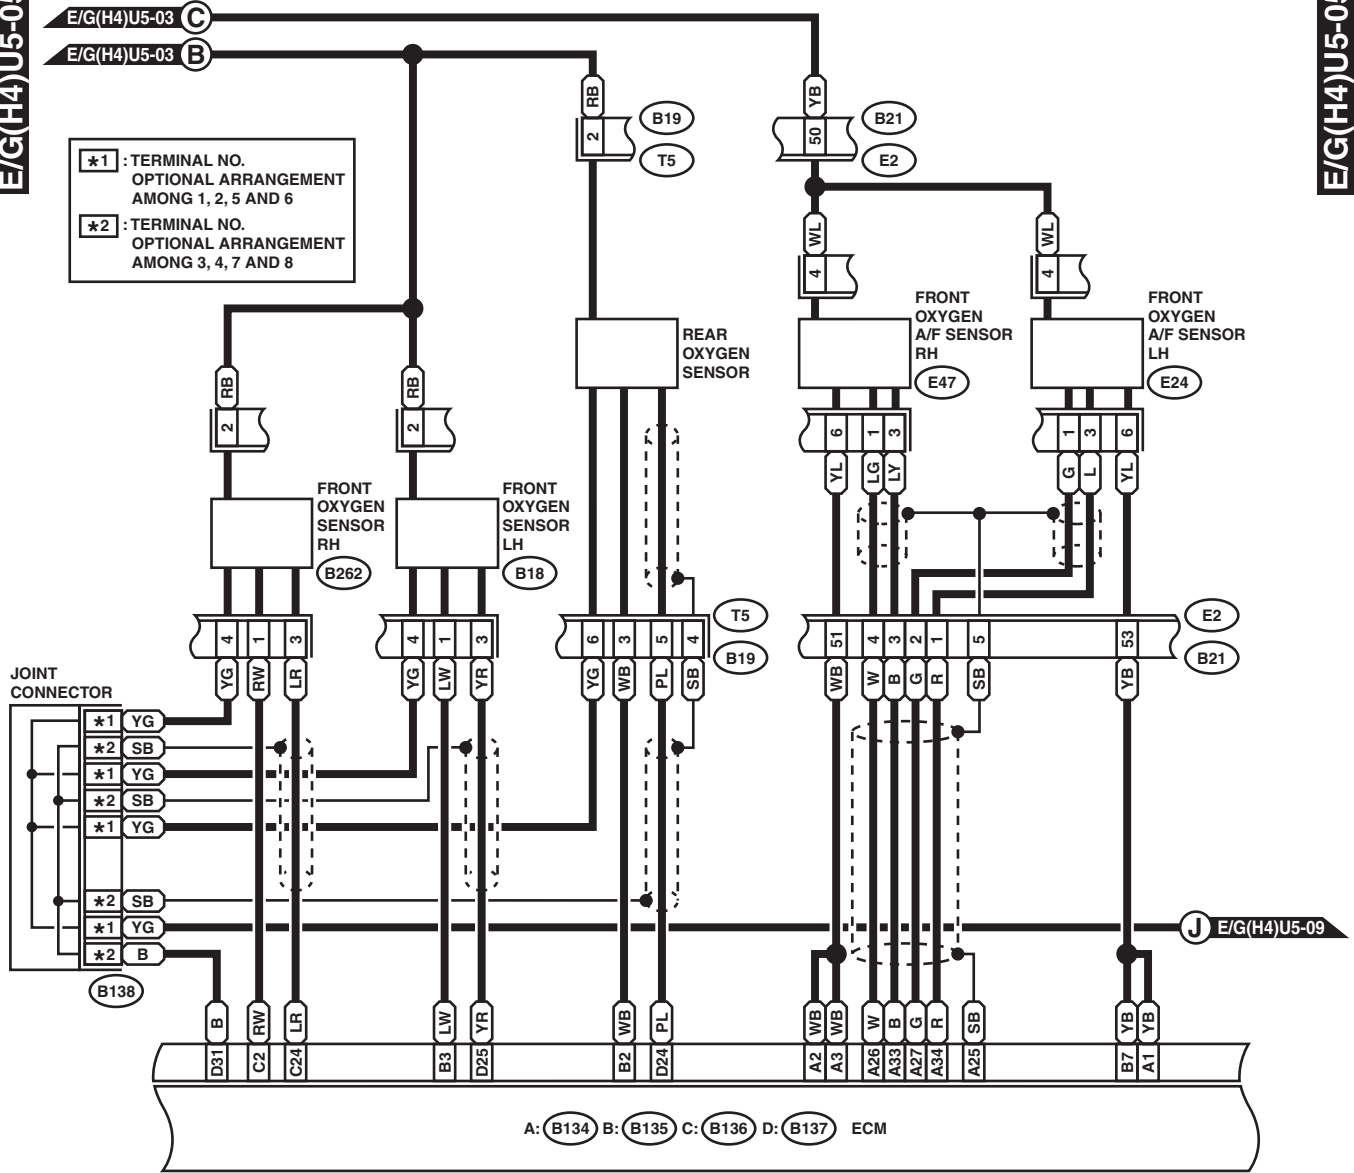 E/G(H4)U5-05
E/G(H4)U5-05
E/G(H4)U5-03 C
E/G(H4)U5-03 B
*1 : TERMINAL NO.
OPTIONAL ARRANGEMENT
AMONG 1, 2, 5 AND 6
*2 : TERMINAL NO.
OPTIONAL ARRANGEMENT
AMONG 3, 4, 7 AND 8
RB
2
B19
T5
YB
50
B21
E2
WL
4
WL
4
REAR
OXYGEN
SENSOR
FRONT
OXYGEN
A/F SENSOR
RH
E47
FRONT
OXYGEN
A/F SENSOR
LH
E24
RB
2
RB
2
6 1 3
YL LG LY
1 3 6
G L YL
FRONT
OXYGEN
SENSOR
RH
B262
FRONT
OXYGEN
SENSOR
LH
B18
4 1 3
YG RW LR
4 1 3
YG LW YR
6 3 5 4
YG WB PL SB
T5
B19
51 4 3 2 1 5 53
WB W B G R SB YB
E2
B21
JOINT
CONNECTOR
*1 YG
*2 SB
*1 YG
*2 SB
*1 YG
*2 SB
*1 YG
*2 B
B138
J E/G(H4)U5-09
B RW LR LW YR WB PL WB WB W B G R SB YB YB
D31 C2 C24 B3 D25 B2 D24 A2 A3 A26 A33 A27 A34 A25 B7 A1
A: B134 B: B135 C: B136 D: B137 ECM